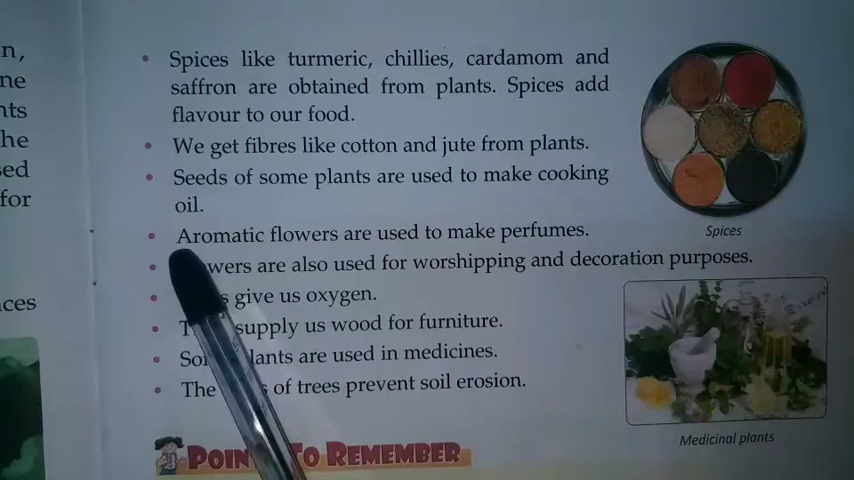 n,
ne
nts
he
sed
for
ces
Spices like turmeric, chillies, cardamom and
saffron are obtained from plants. Spices add
flavour to our food.
We get fibres like cotton and jute from plants.
Seeds of some plants are used to make cooking
oil.
Aromatic flowers are used to make perfumes.
are also used for worshipping and decoration purposes.
give us oxygen.
supply us wood for furniture.
are used in medicines.
The of trees prevent soil erosion.
Spices
Medicinal plants
TO REMEMBER